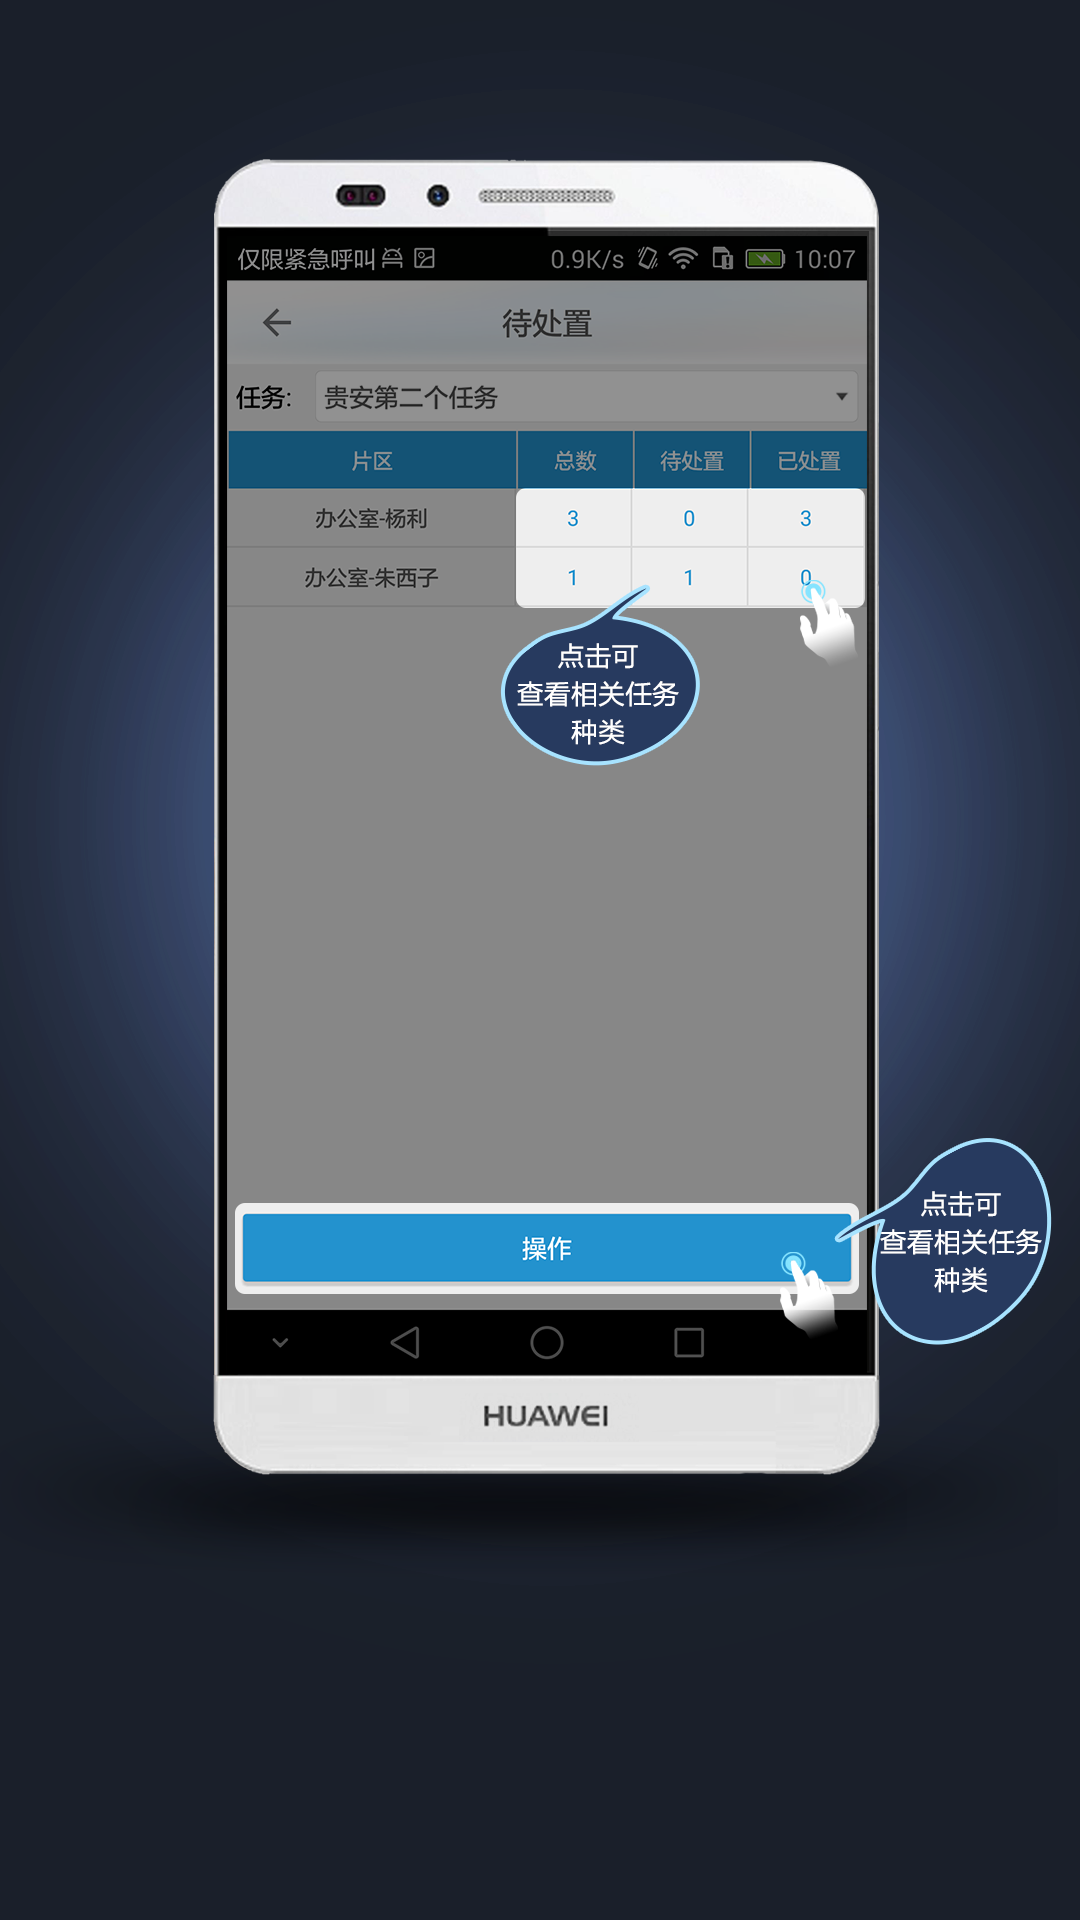 仅限紧急呼叫 0.9K/s 10:07
待处置
任务: 贵安第二个任务
片区 总数 待处置 已处置
办公室-杨利 3 0 3
办公室-朱西子 1 1 0
点击可
查看相关任务
种类
点击可
查看相关任务
种类
操作
HUAWEI